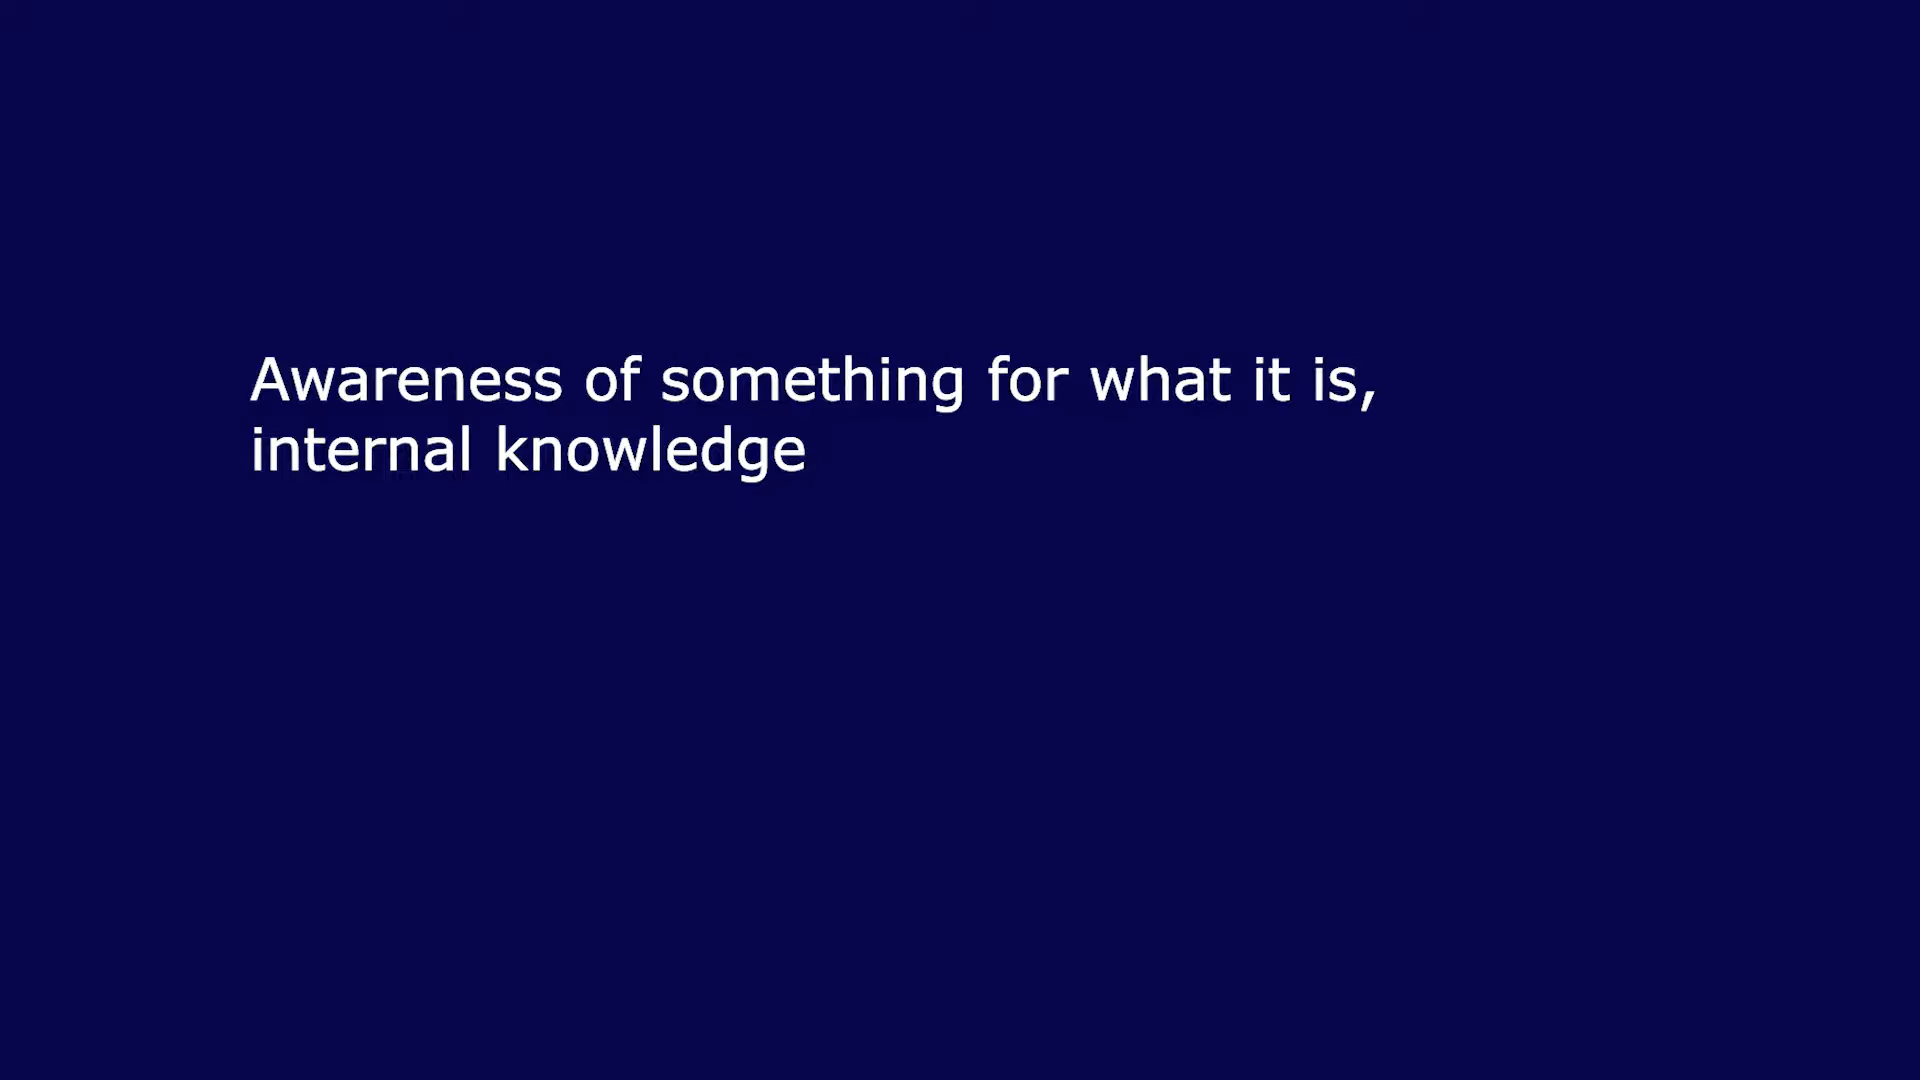 Awareness of something for what it is,
internal knowledge